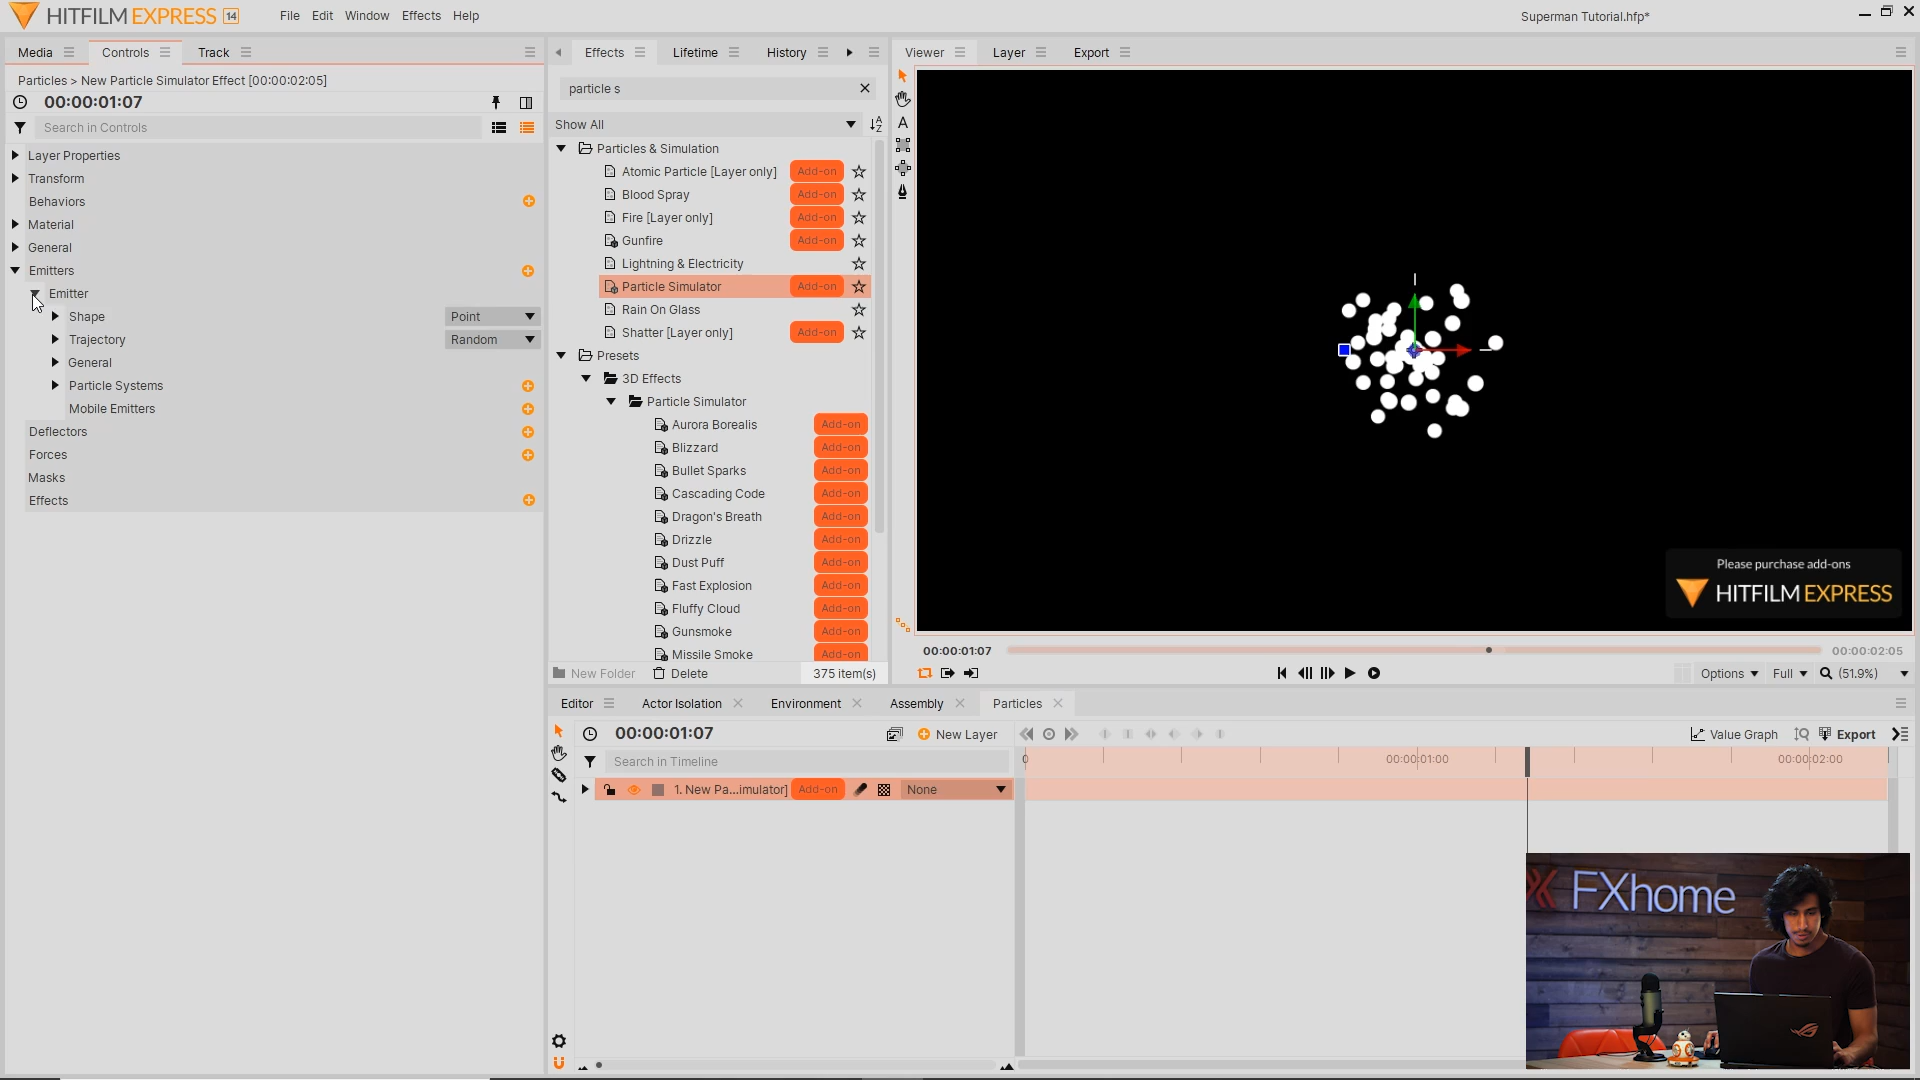 HITFILM EXPRESS 14 File Edit Window Effects Help Superman Tutorial.hfp*
Media Controls Track
Particles > New Particle Simulator Effect [00:00:02:05]
00:00:01:07
Search in Controls
Layer Properties
Transform
Behaviors
Material
General
Emitters
Emitter
Shape Point
Trajectory Random
General
Particle Systems
Mobile Emitters
Deflectors
Forces
Masks
Effects
Effects Lifetime History
particle s
Show All
Particles & Simulation
Atomic Particle [Layer only] Add-on
Blood Spray Add-on
Fire [Layer only] Add-on
Gunfire Add-on
Lightning & Electricity
Particle Simulator Add-on
Rain On Glass
Shatter [Layer only] Add-on
Presets
3D Effects
Particle Simulator
Aurora Borealis Add-on
Blizzard Add-on
Bullet Sparks Add-on
Cascading Code Add-on
Dragon's Breath Add-on
Drizzle Add-on
Dust Puff Add-on
Fast Explosion Add-on
Fluffy Cloud Add-on
Gunsmoke Add-on
Missile Smoke Add-on
New Folder Delete 375 item(s)
Viewer Layer Export
A
Please purchase add-ons
HITFILM EXPRESS
00:00:01:07 00:00:02:05
Options Full (51.9%)
Editor Actor Isolation Environment Assembly Particles
00:00:01:07 New Layer Value Graph Export
Search in Timeline
0 00:00:01:00 00:00:02:00
1. New Pa...imulator] Add-on None
FXhome